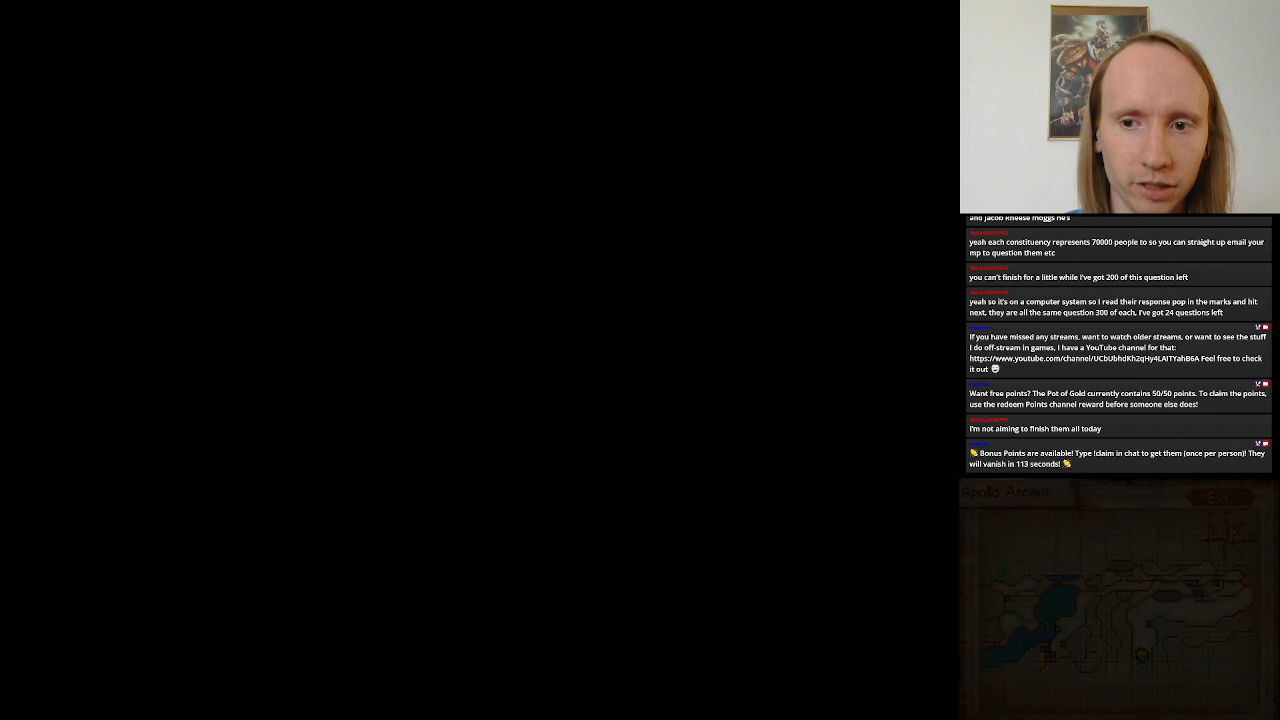 and Jacob Rheese moggs he's
yeah each constituency represents 70000 people to so you can straight up email your
mp to question them etc
you can't finish for a little while I've got 200 of this question left
yeah so it's on a computer system so I read their response pop in the marks and hit
next, they are all the same question 300 of each, I've got 24 questions left
If you have missed any streams, want to watch older streams, or want to see the stuff
I do off-stream in games, I have a YouTube channel for that:
https://www.youtube.com/channel/UCbUbhdKh2qHy4LAITYahB6A Feel free to check
it out
Want free points? The Pot of Gold currently contains 50/50 points. To claim the points,
use the redeem Points channel reward before someone else does!
I'm not aiming to finish them all today
Bonus Points are available! Type !claim in chat to get them (once per person)! They
will vanish in 113 seconds!
Apollo Ascent
Exit